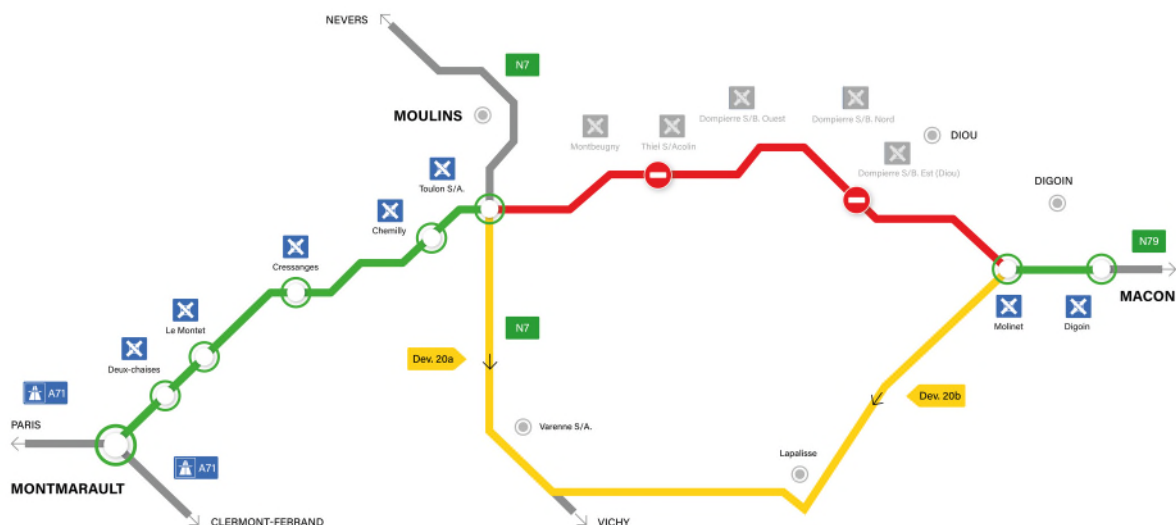 NEVERS
N7
MOULINS
Montbeugny
Thiel S/Acolin
Dompierre S/B. Ouest
Dompierre S/B. Nord
DIOU
Dompierre S/B. Est (Diou)
Toulon S/A.
DIGOIN
Chemilly
N79
Cressanges
MACON
Molinet
Digoin
Le Montet
N7
Deux-chaises
Dev. 20a
A71
Dev. 20b
PARIS
Varenne S/A.
Lapalisse
A71
MONTMARAULT
CLERMONT-FERRAND
VICHY